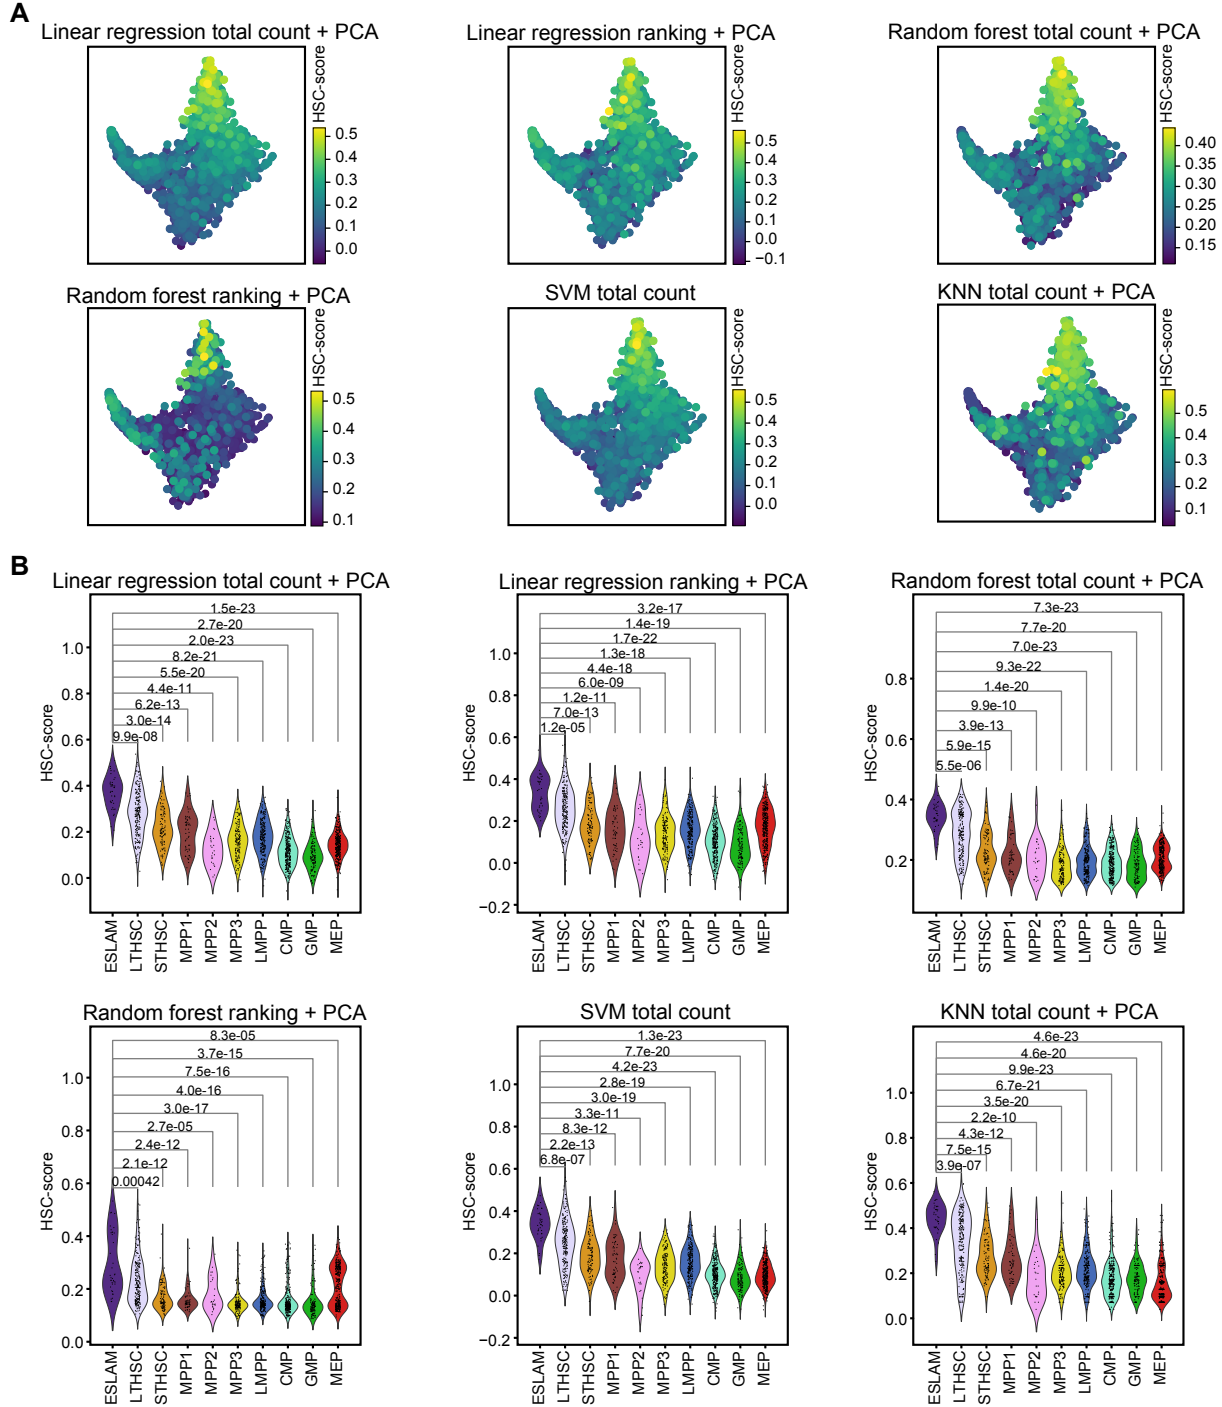 A
Linear regression total count + PCA
HSC-score
0.5
0.4
0.3
0.2
0.1
0.0
Linear regression ranking + PCA
HSC-score
0.5
0.4
0.3
0.2
0.1
0.0
−0.1
Random forest total count + PCA
HSC-score
0.40
0.35
0.30
0.25
0.20
0.15
Random forest ranking + PCA
HSC-score
0.5
0.4
0.3
0.2
0.1
SVM total count
HSC-score
0.5
0.4
0.3
0.2
0.1
0.0
KNN total count + PCA
HSC-score
0.5
0.4
0.3
0.2
0.1
B
Linear regression total count + PCA
HSC-score
1.0
0.8
0.6
0.4
0.2
0.0
1.5e-23
2.7e-20
2.0e-23
8.2e-21
5.5e-20
4.4e-11
6.2e-13
3.0e-14
9.9e-08
ESLAM
LTHSC
STHSC
MPP1
MPP2
MPP3
LMPP
CMP
GMP
MEP
Linear regression ranking + PCA
HSC-score
1.0
0.8
0.6
0.4
0.2
0.0
−0.2
3.2e-17
1.4e-19
1.7e-22
1.3e-18
4.4e-18
6.0e-09
1.2e-11
7.0e-13
1.2e-05
ESLAM
LTHSC
STHSC
MPP1
MPP2
MPP3
LMPP
CMP
GMP
MEP
Random forest total count + PCA
HSC-score
0.8
0.6
0.4
0.2
7.3e-23
7.7e-20
7.0e-23
9.3e-22
1.4e-20
9.9e-10
3.9e-13
5.9e-15
5.5e-06
ESLAM
LTHSC
STHSC
MPP1
MPP2
MPP3
LMPP
CMP
GMP
MEP
Random forest ranking + PCA
HSC-score
1.0
0.8
0.6
0.4
0.2
0.0
8.3e-05
3.7e-15
7.5e-16
4.0e-16
3.0e-17
2.7e-05
2.4e-12
2.1e-12
0.00042
ESLAM
LTHSC
STHSC
MPP1
MPP2
MPP3
LMPP
CMP
GMP
MEP
SVM total count
HSC-score
1.0
0.8
0.6
0.4
0.2
0.0
−0.2
1.3e-23
7.7e-20
4.2e-23
2.8e-19
3.0e-19
3.3e-11
8.3e-12
2.2e-13
6.8e-07
ESLAM
LTHSC
STHSC
MPP1
MPP2
MPP3
LMPP
CMP
GMP
MEP
KNN total count + PCA
HSC-score
1.0
0.8
0.6
0.4
0.2
0.0
4.6e-23
4.6e-20
9.9e-23
6.7e-21
3.5e-20
2.2e-10
4.3e-12
7.5e-15
3.9e-07
ESLAM
LTHSC
STHSC
MPP1
MPP2
MPP3
LMPP
CMP
GMP
MEP